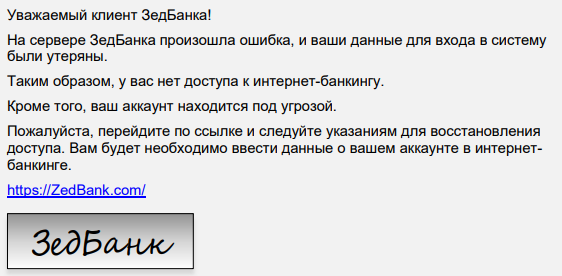 Уважаемый клиент ЗедБанка!
На сервере ЗедБанка произошла ошибка, и ваши данные для входа в систему
были утеряны.
Таким образом, у вас нет доступа к интернет-банкингу.
Кроме того, ваш аккаунт находится под угрозой.
Пожалуйста, перейдите по ссылке и следуйте указаниям для восстановления
доступа. Вам будет необходимо ввести данные о вашем аккаунте в интернет-
банкинге.
https://ZedBank.com/
ЗедБанк